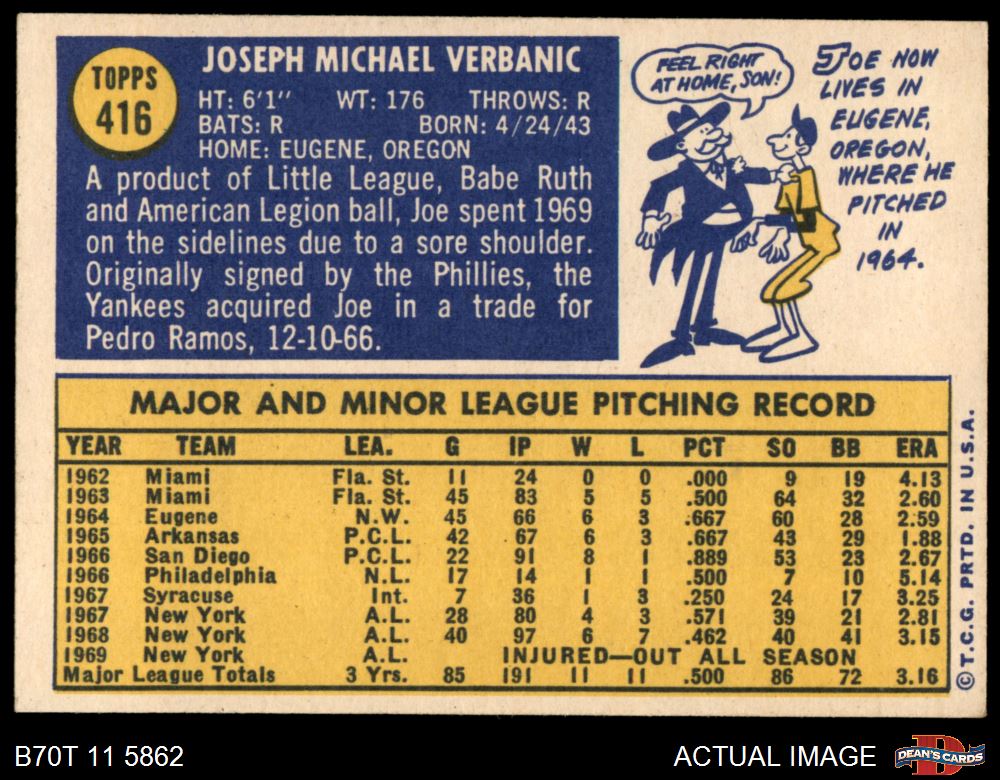 TOPPS
416
JOSEPH MICHAEL VERBANIC
HT: 6'1" WT: 176 THROWS: R
BATS: R BORN: 4/24/43
HOME: EUGENE, OREGON
A product of Little League, Babe Ruth
and American Legion ball, Joe spent 1969
on the sidelines due to a sore shoulder.
Originally signed by the Phillies, the
Yankees acquired Joe in a trade for
Pedro Ramos, 12-10-66.
FEEL RIGHT
AT HOME, SON!
JOE NOW
LIVES IN
EUGENE,
OREGON,
WHERE HE
PITCHED
IN
1964.
MAJOR AND MINOR LEAGUE PITCHING RECORD
YEAR TEAM LEA. G IP W L PCT SO BB ERA
1962 Miami Fla. St. 11 24 0 0 .000 9 19 4.13
1963 Miami Fla. St. 45 83 5 5 .500 64 32 2.60
1964 Eugene N.W. 45 66 6 3 .667 60 28 2.59
1965 Arkansas P.C.L. 42 67 6 3 .667 43 29 1.88
1966 San Diego P.C.L. 22 91 8 1 .889 53 23 2.67
1966 Philadelphia N.L. 17 14 1 1 .500 7 10 5.14
1967 Syracuse Int. 7 36 1 3 .250 24 17 3.25
1967 New York A.L. 28 80 4 3 .571 39 21 2.81
1968 New York A.L. 40 97 6 7 .462 40 41 3.15
1969 New York A.L. INJURED—OUT ALL SEASON
Major League Totals 3 Yrs. 85 191 11 11 .500 86 72 3.16
© T.C.G. PRTD. IN U.S.A.
B70T 11 5862
ACTUAL IMAGE
D
DEAN'S CARDS